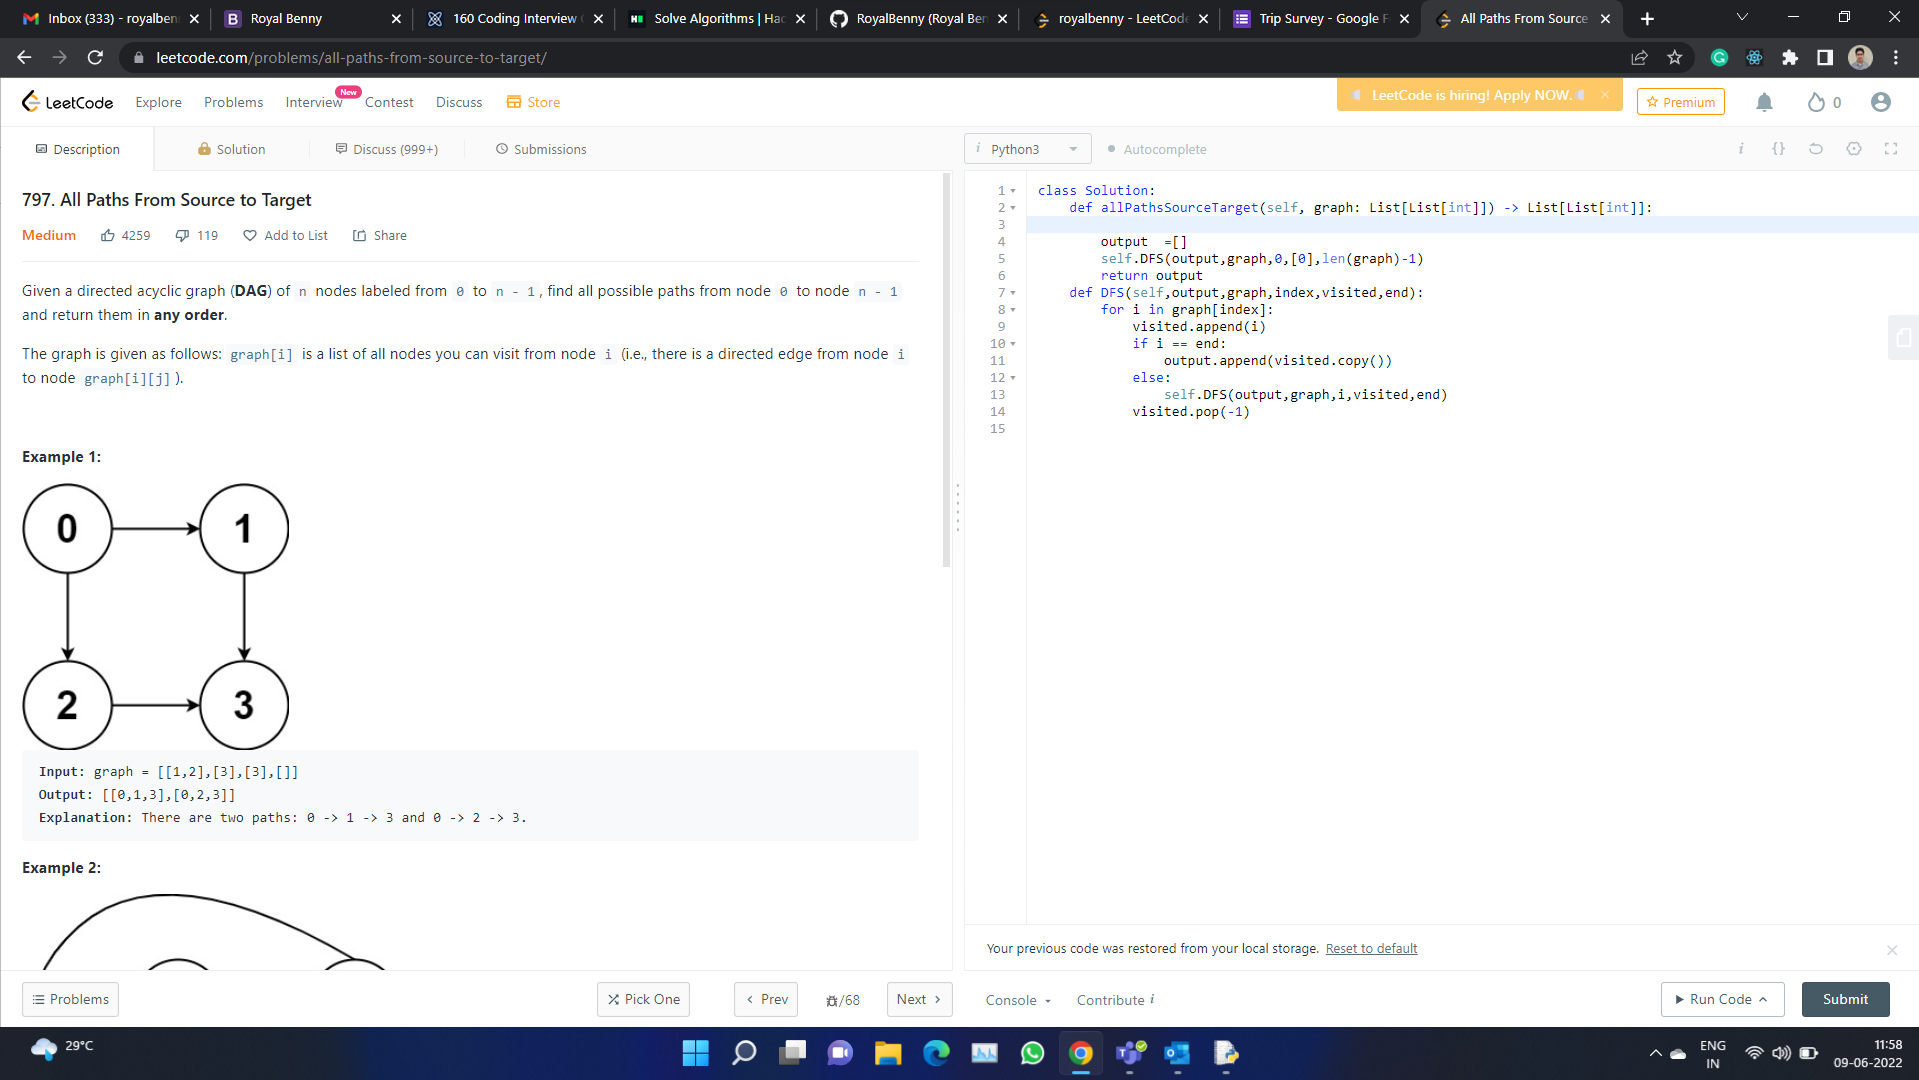 Inbox (333) - royalben
Royal Benny
160 Coding Interview
Solve Algorithms | Hac
RoyalBenny (Royal Ben
royalbenny - LeetCode
Trip Survey - Google F
All Paths From Source
leetcode.com/problems/all-paths-from-source-to-target/
LeetCode
Explore
Problems
Interview
New
Contest
Discuss
Store
LeetCode is hiring! Apply NOW.
Premium
0
Description
Solution
Discuss (999+)
Submissions
i Python3
Autocomplete
797. All Paths From Source to Target
Medium
4259
119
Add to List
Share
Given a directed acyclic graph (DAG) of n nodes labeled from 0 to n - 1, find all possible paths from node 0 to node n - 1
and return them in any order.
The graph is given as follows: graph[i] is a list of all nodes you can visit from node i (i.e., there is a directed edge from node i
to node graph[i][j]).
Example 1:
0
1
2
3
Input: graph = [[1,2],[3],[3],[]]
Output: [[0,1,3],[0,2,3]]
Explanation: There are two paths: 0 -> 1 -> 3 and 0 -> 2 -> 3.
Example 2:
1 class Solution:
2 def allPathsSourceTarget(self, graph: List[List[int]]) -> List[List[int]]:
3
4 output =[]
5 self.DFS(output,graph,0,[0],len(graph)-1)
6 return output
7 def DFS(self,output,graph,index,visited,end):
8 for i in graph[index]:
9 visited.append(i)
10 if i == end:
11 output.append(visited.copy())
12 else:
13 self.DFS(output,graph,i,visited,end)
14 visited.pop(-1)
15
Your previous code was restored from your local storage. Reset to default
Problems
Pick One
Prev
/68
Next
Console
Contribute i
Run Code
Submit
29°C
ENG
IN
11:58
09-06-2022